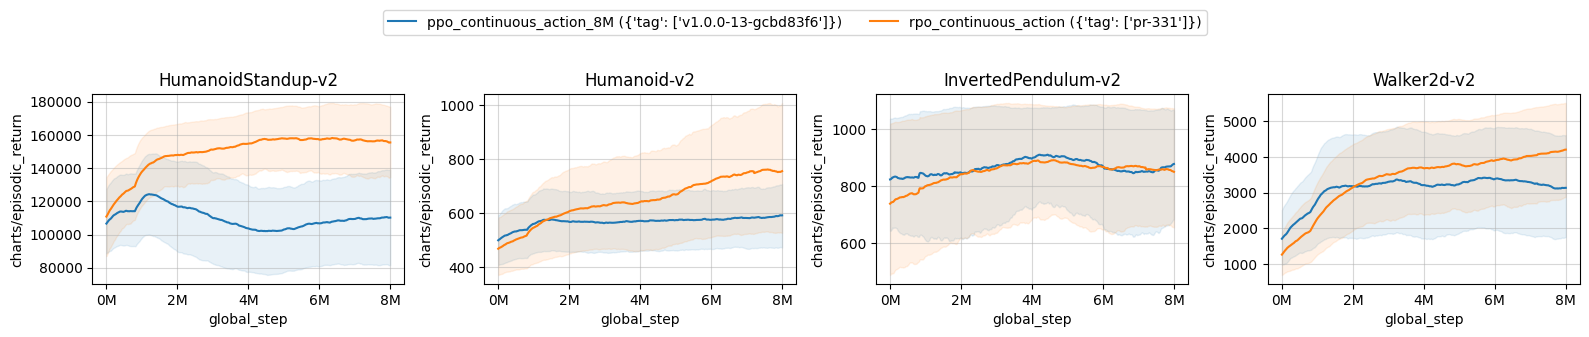 ppo_continuous_action_8M ({'tag': ['v1.0.0-13-gcbd83f6']})
rpo_continuous_action ({'tag': ['pr-331']})
HumanoidStandup-v2
charts/episodic_return
180000
160000
140000
120000
100000
80000
0M 2M 4M 6M 8M
global_step
Humanoid-v2
charts/episodic_return
1000
800
600
400
0M 2M 4M 6M 8M
global_step
InvertedPendulum-v2
charts/episodic_return
1000
800
600
0M 2M 4M 6M 8M
global_step
Walker2d-v2
charts/episodic_return
5000
4000
3000
2000
1000
0M 2M 4M 6M 8M
global_step